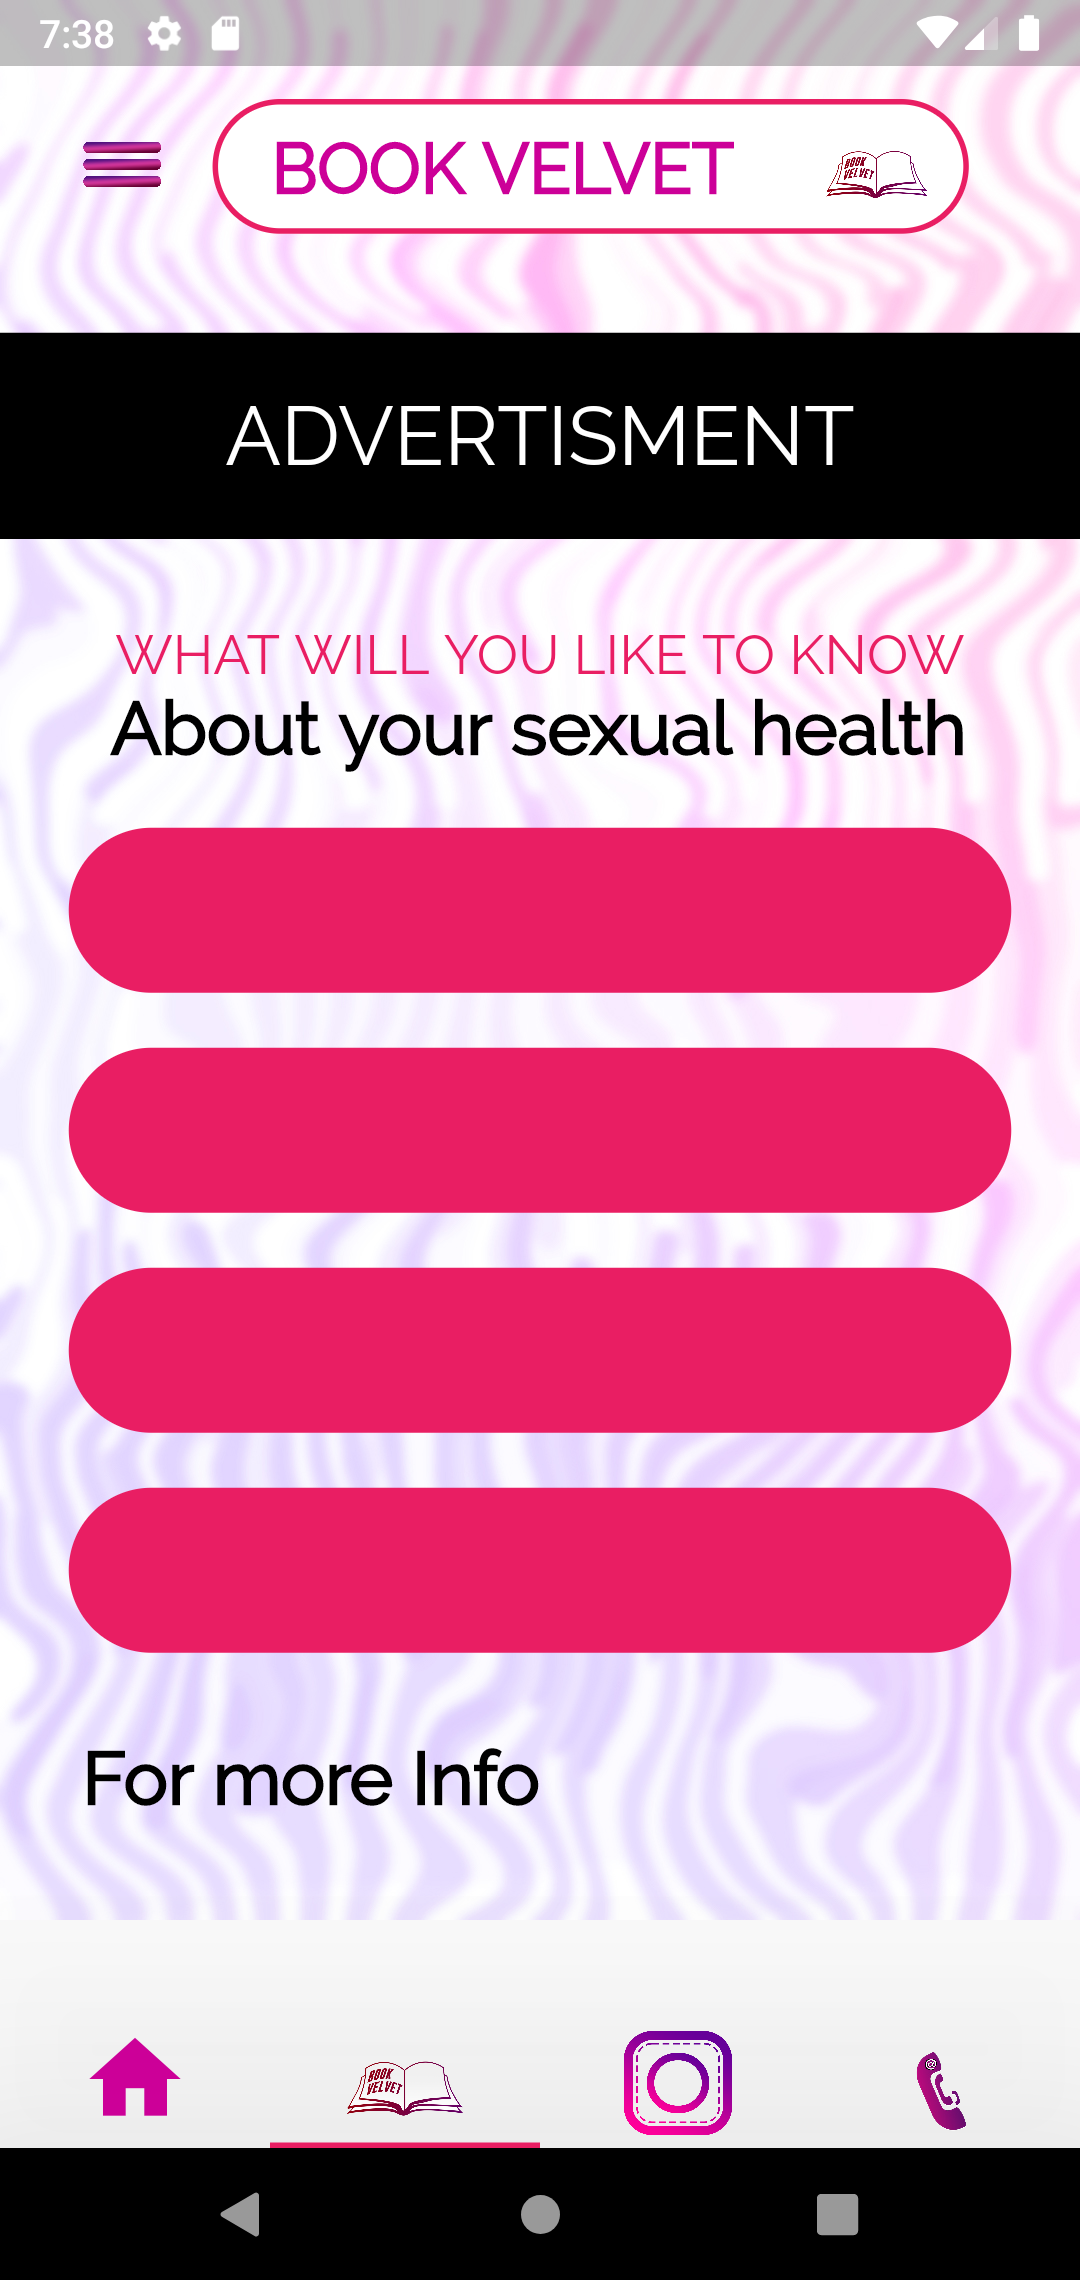 7:38
BOOK VELVET
BOOK
VELVET
ADVERTISMENT
WHAT WILL YOU LIKE TO KNOW
About your sexual health
For more Info
BOOK
VELVET
@